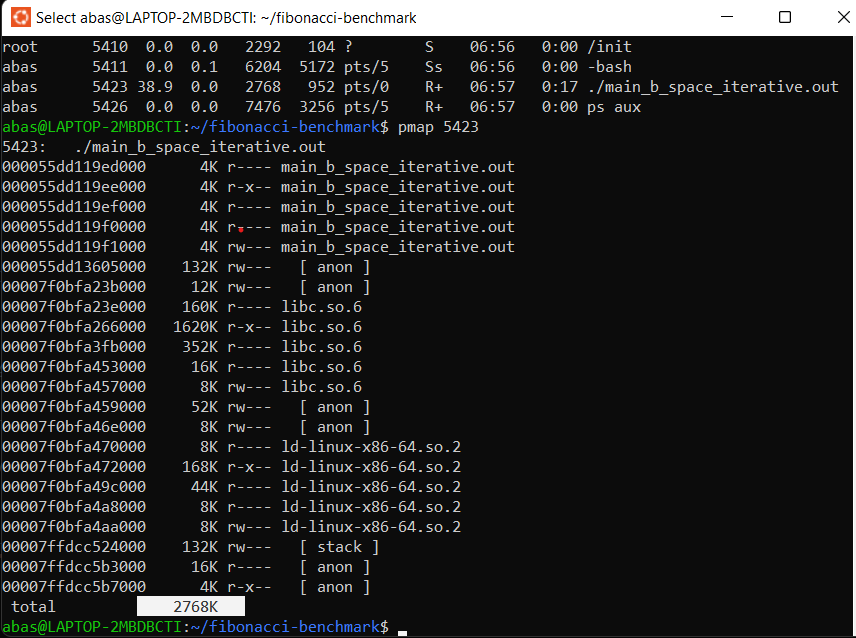 Select abas@LAPTOP-2MBDBCTI: ~/fibonacci-benchmark
root      5410  0.0  0.0   2292   104 ?        S    06:56   0:00 /init
abas      5411  0.0  0.1   6204  5172 pts/5    Ss   06:56   0:00 -bash
abas      5423 38.9  0.0   2768   952 pts/0    R+   06:57   0:17 ./main_b_space_iterative.out
abas      5426  0.0  0.0   7476  3256 pts/5    R+   06:57   0:00 ps aux
abas@LAPTOP-2MBDBCTI:~/fibonacci-benchmark$ pmap 5423
5423:   ./main_b_space_iterative.out
000055dd119ed000      4K r---- main_b_space_iterative.out
000055dd119ee000      4K r-x-- main_b_space_iterative.out
000055dd119ef000      4K r---- main_b_space_iterative.out
000055dd119f0000      4K r---- main_b_space_iterative.out
000055dd119f1000      4K rw--- main_b_space_iterative.out
000055dd13605000    132K rw---   [ anon ]
00007f0bfa23b000     12K rw---   [ anon ]
00007f0bfa23e000    160K r---- libc.so.6
00007f0bfa266000   1620K r-x-- libc.so.6
00007f0bfa3fb000    352K r---- libc.so.6
00007f0bfa453000     16K r---- libc.so.6
00007f0bfa457000      8K rw--- libc.so.6
00007f0bfa459000     52K rw---   [ anon ]
00007f0bfa46e000      8K rw---   [ anon ]
00007f0bfa470000      8K r---- ld-linux-x86-64.so.2
00007f0bfa472000    168K r-x-- ld-linux-x86-64.so.2
00007f0bfa49c000     44K r---- ld-linux-x86-64.so.2
00007f0bfa4a8000      8K r---- ld-linux-x86-64.so.2
00007f0bfa4aa000      8K rw--- ld-linux-x86-64.so.2
00007ffdcc524000    132K rw---   [ stack ]
00007ffdcc5b3000     16K r----   [ anon ]
00007ffdcc5b7000      4K r-x--   [ anon ]
 total             2768K
abas@LAPTOP-2MBDBCTI:~/fibonacci-benchmark$